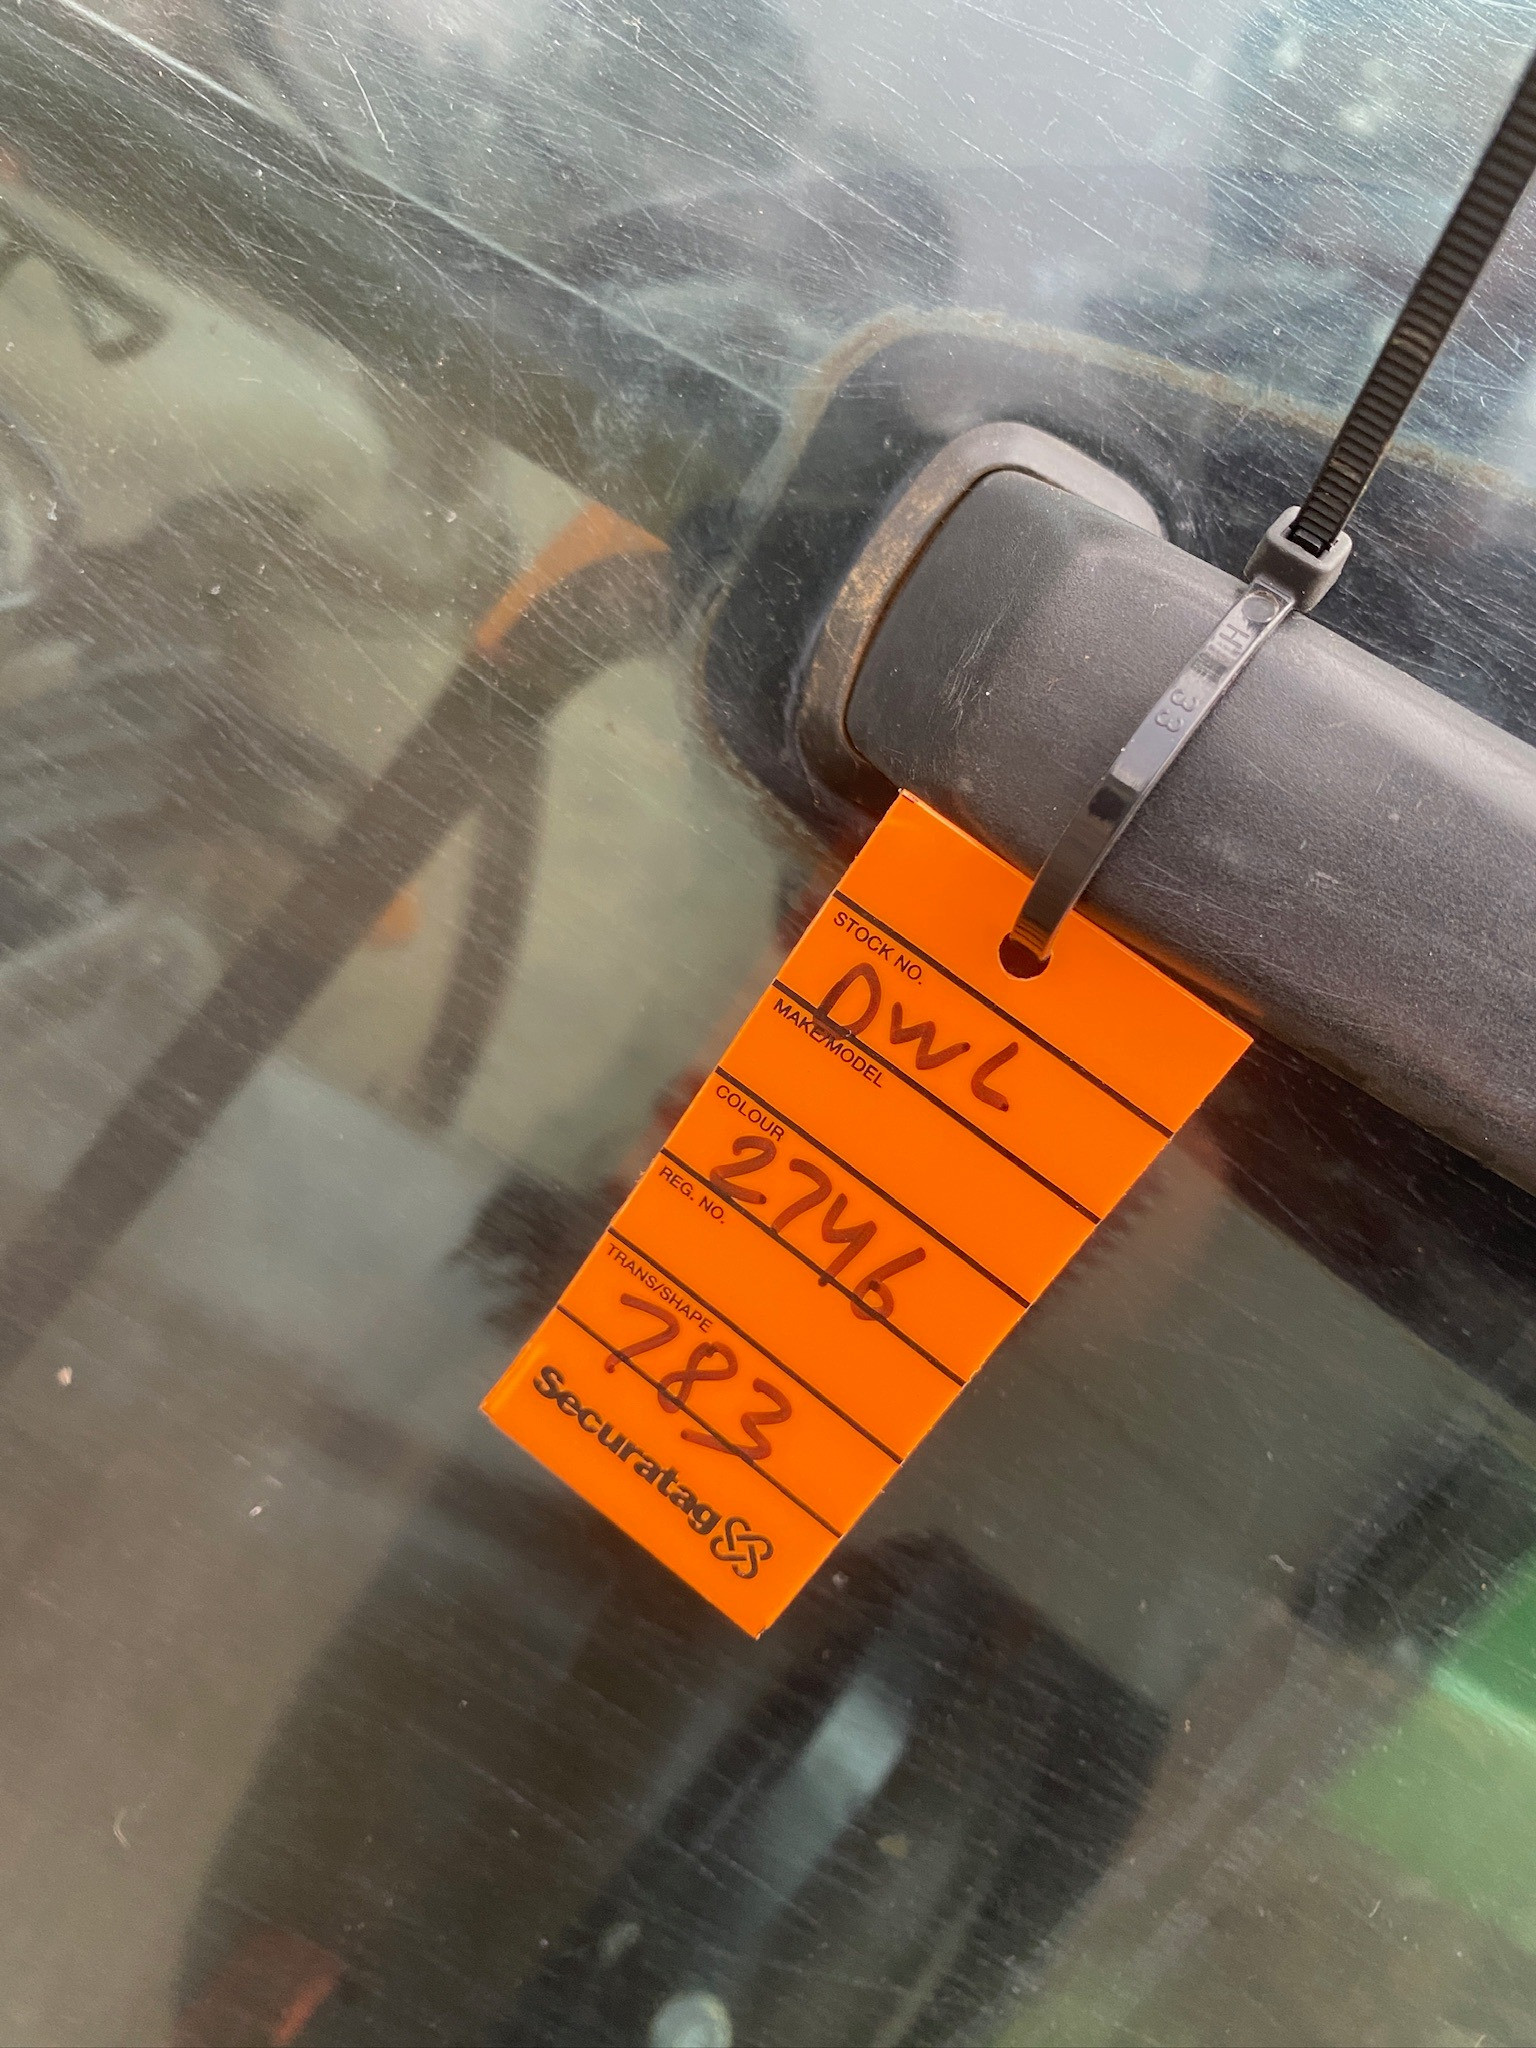 STOCK NO.
DWL
MAKE/MODEL
COLOUR
2746
REG. NO.
TRANS/SHAPE
783
securatag
33